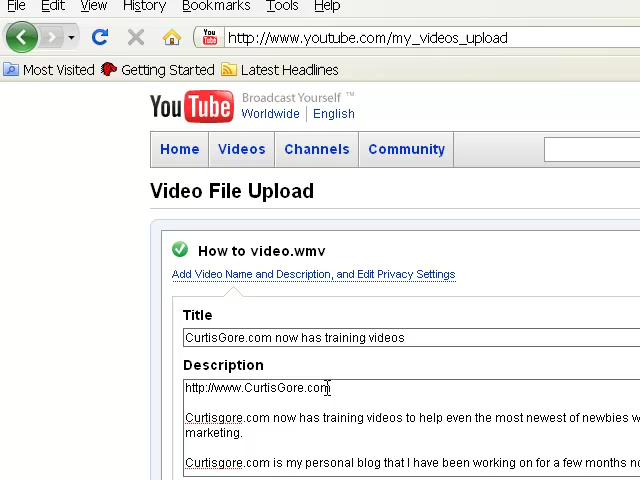 File Edit View History Bookmarks Tools Help
http://www.youtube.com/my_videos_upload
Most Visited Getting Started Latest Headlines
YouTube Broadcast Yourself ™
Worldwide English
Home Videos Channels Community
Video File Upload
How to video.wmv
Add Video Name and Description, and Edit Privacy Settings
Title
CurtisGore.com now has training videos
Description
http://www.CurtisGore.com
Curtisgore.com now has training videos to help even the most newest of newbies w
marketing.
Curtisgore.com is my personal blog that I have been working on for a few months no